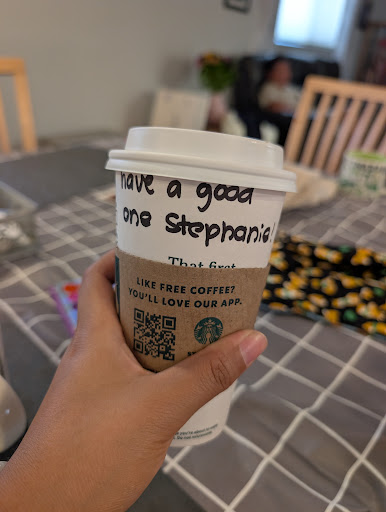 have a good
one Stephanie!
That first
LIKE FREE COFFEE?
YOU'LL LOVE OUR APP.